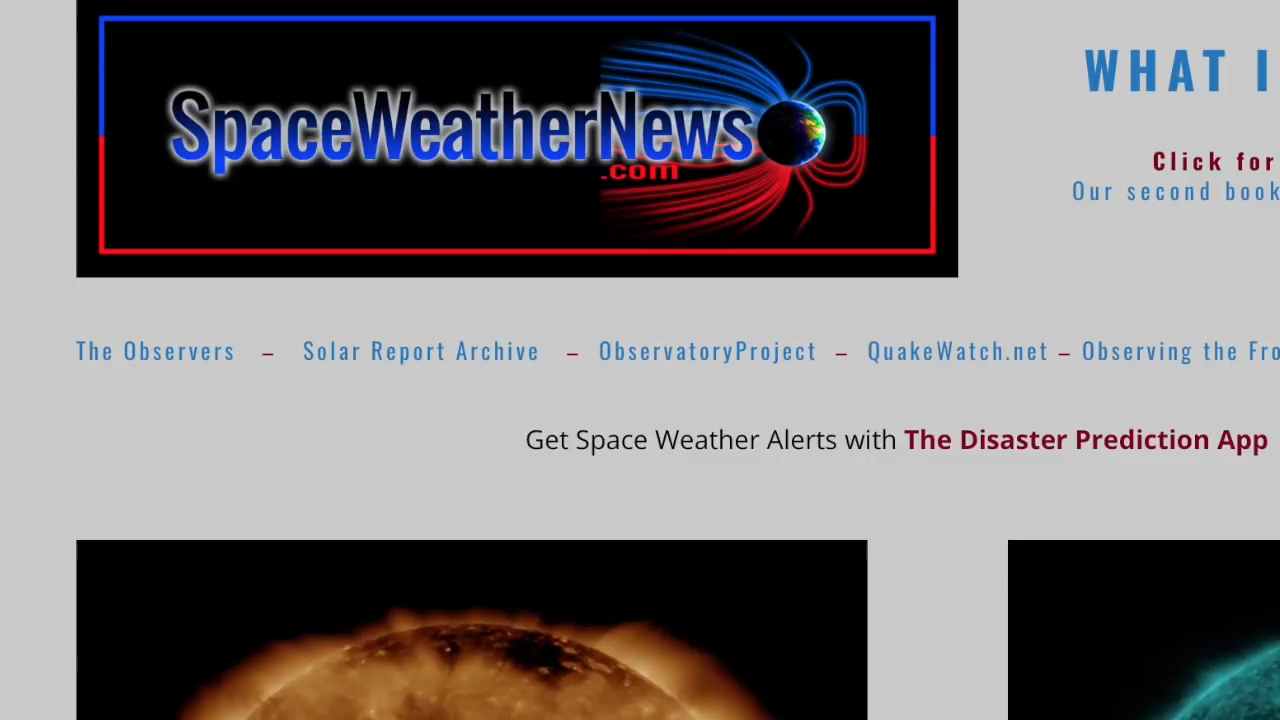 SpaceWeatherNews
.com
WHAT I
Click for
Our second book
The Observers – Solar Report Archive – ObservatoryProject – QuakeWatch.net – Observing the Fro
Get Space Weather Alerts with The Disaster Prediction App